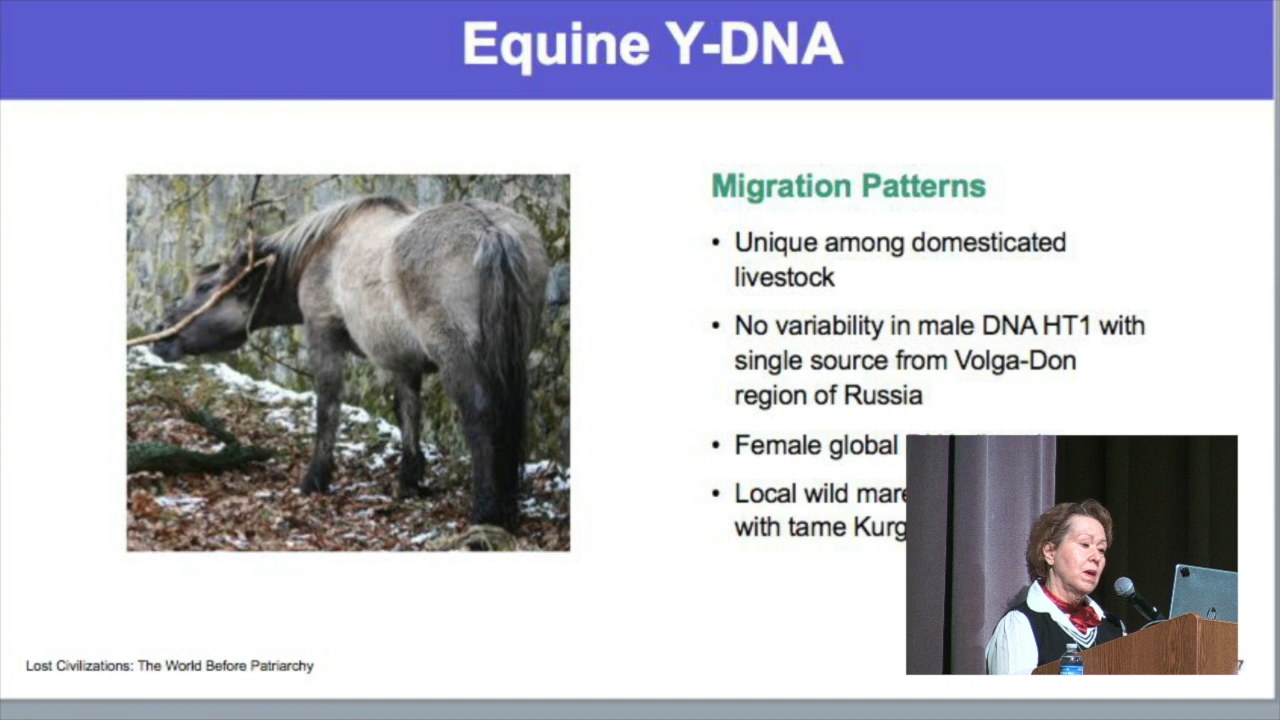 Equine Y-DNA
Migration Patterns
• Unique among domesticated
livestock
• No variability in male DNA HT1 with
single source from Volga-Don
region of Russia
• Female global
• Local wild mare
with tame Kurg
Lost Civilizations: The World Before Patriarchy
7